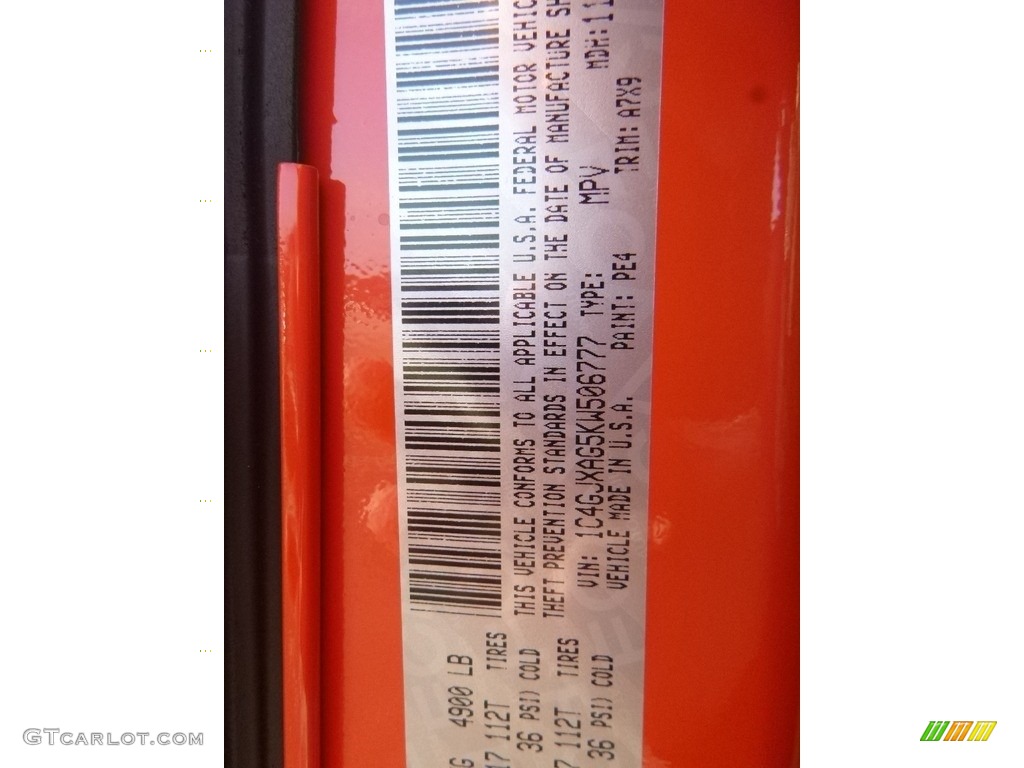 4900 LB
112T TIRES
36 PSI) COLD
112T TIRES
36 PSI) COLD
THIS VEHICLE CONFORMS TO ALL APPLICABLE U.S.A. FEDERAL MOTOR
THEFT PREVENTION STANDARDS IN EFFECT ON THE DATE OF MANUFACTURE
VIN: 1C4GJXAG5KW506777 TYPE: MPV MDH:
VEHICLE MADE IN U.S.A. PAINT: PE4 TRIM: A7X9
GTCARLOT.com